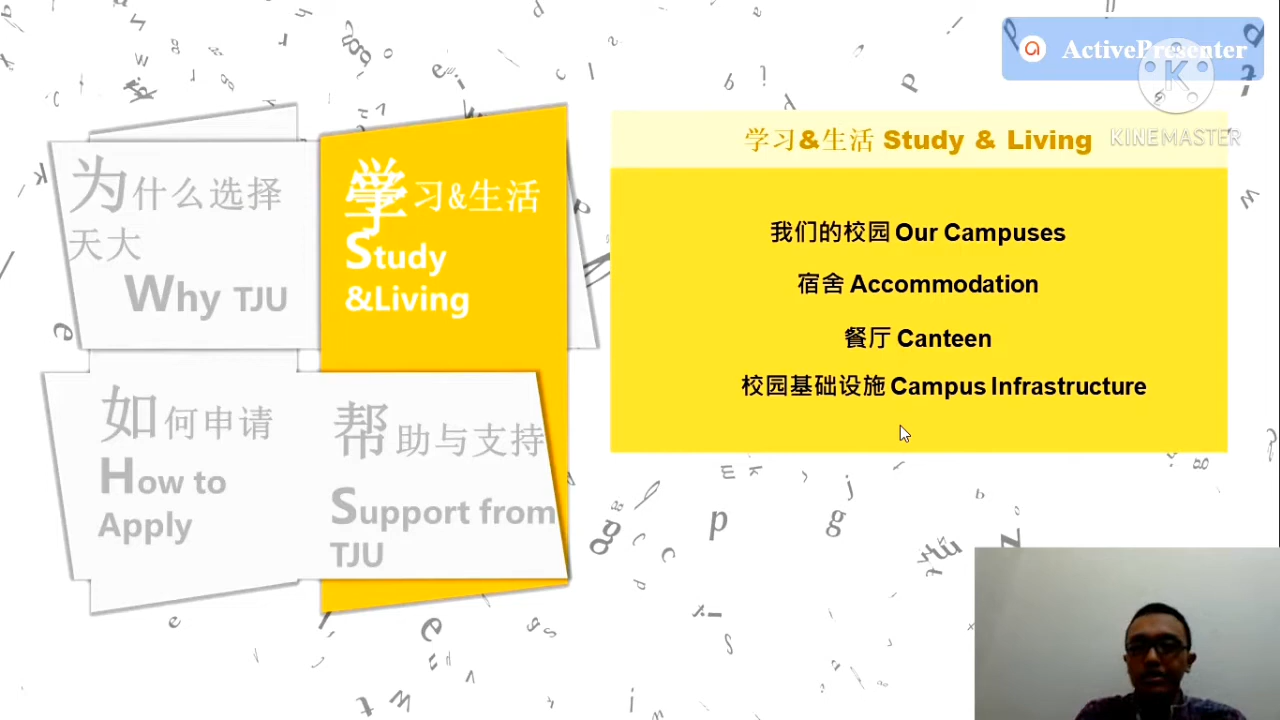 ActivePresenter
K
KINEMASTER
为什么选择
天大
Why TJU
学习&生活
Study
&Living
如何申请
How to
Apply
帮助与支持
Support from
TJU
学习&生活 Study & Living
我们的校园 Our Campuses
宿舍 Accommodation
餐厅 Canteen
校园基础设施 Campus Infrastructure